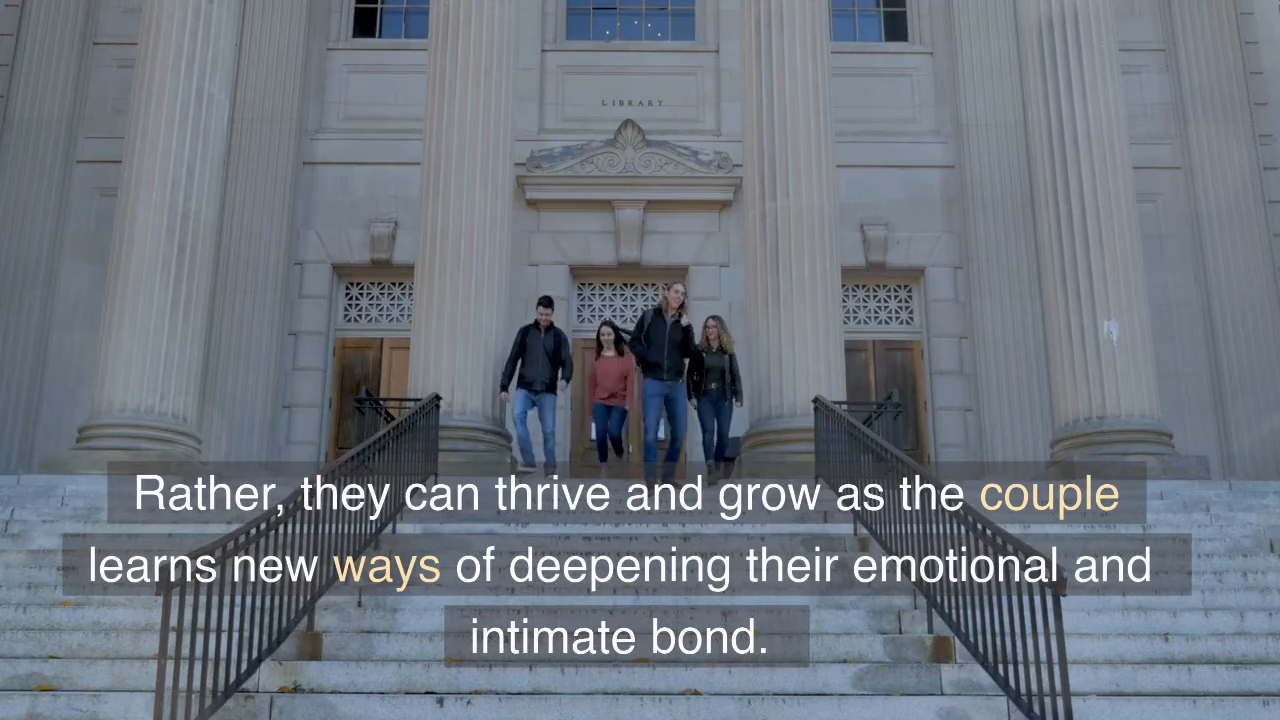 LIBRARY
Rather, they can thrive and grow as the couple
learns new ways of deepening their emotional and
intimate bond.